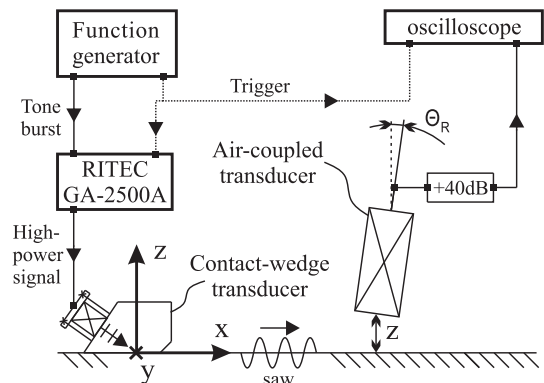 Function
generator
oscilloscope
Trigger
Tone
burst
Θ_R
Air-coupled
transducer
RITEC
GA-2500A
+40dB
High-
power
signal
z
Contact-wedge
transducer
x
z
y
saw